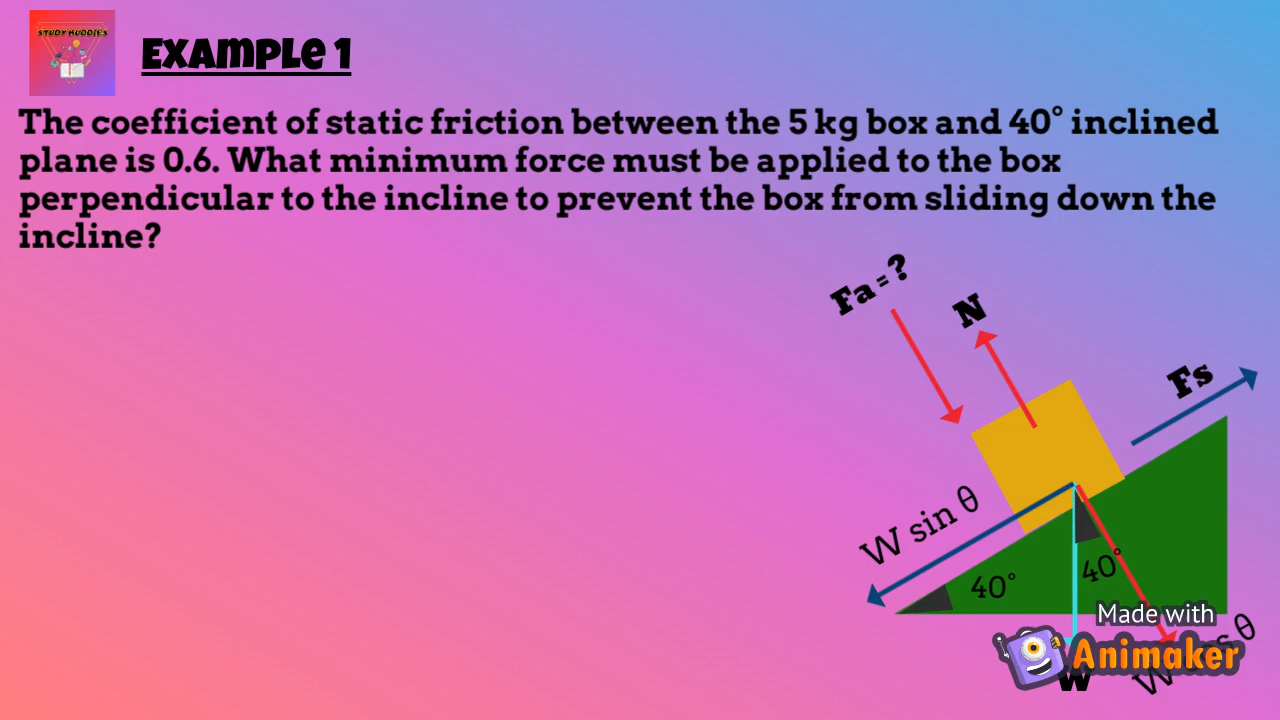 STUDY BUDDIES
Example 1
The coefficient of static friction between the 5 kg box and 40° inclined
plane is 0.6. What minimum force must be applied to the box
perpendicular to the incline to prevent the box from sliding down the
incline?
Fa = ?
N
Fs
W sin θ
40°
40°
Made with
Animaker
W
θ